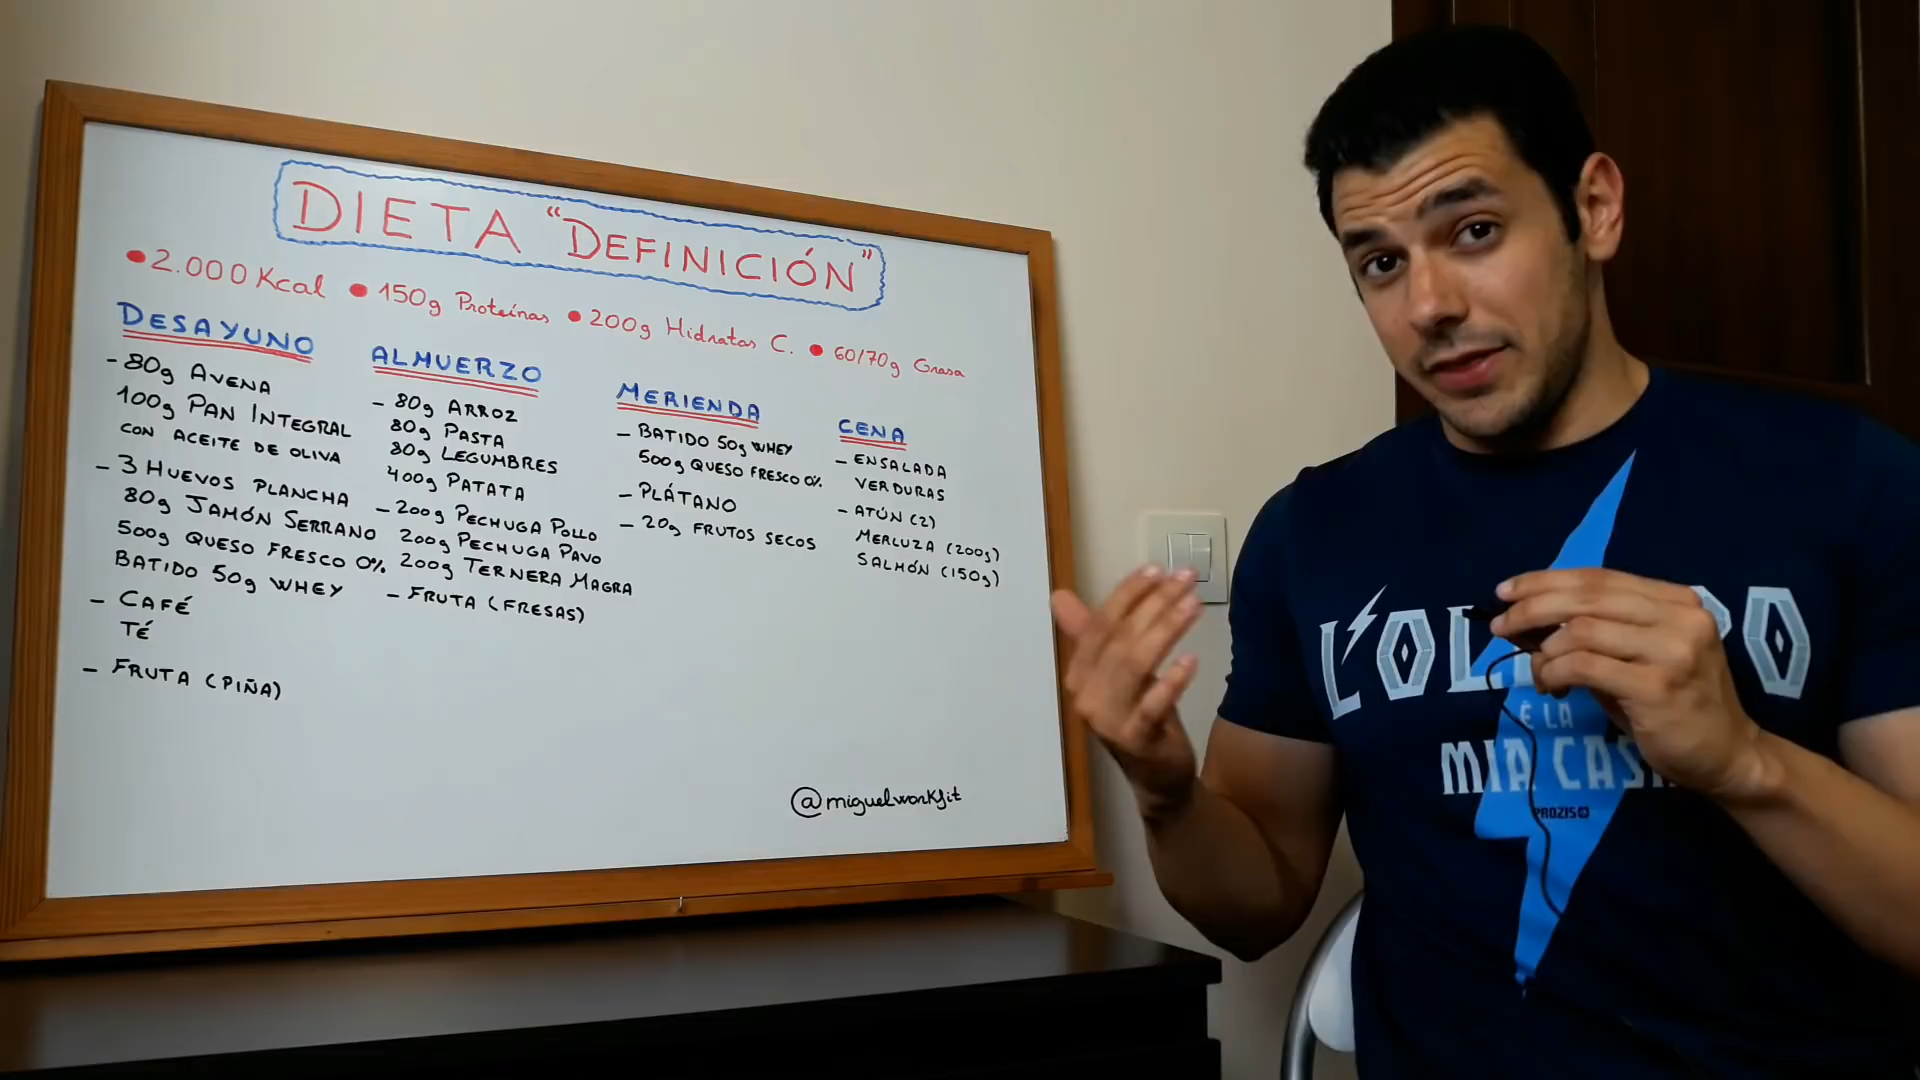 DIETA "DEFINICIÓN"
• 2.000 Kcal • 150g Proteínas • 200g Hidratos C. • 60/70g Grasa
DESAYUNO
- 80g AVENA
100g PAN INTEGRAL
CON ACEITE DE OLIVA
- 3 HUEVOS PLANCHA
80g JAMÓN SERRANO
500g QUESO FRESCO 0%
BATIDO 50g WHEY
- CAFÉ
TÉ
- FRUTA (PIÑA)
ALMUERZO
- 80g ARROZ
80g PASTA
80g LEGUMBRES
400g PATATA
- 200g PECHUGA POLLO
200g PECHUGA PAVO
200g TERNERA MAGRA
- FRUTA (FRESAS)
MERIENDA
- BATIDO 50g WHEY
500g QUESO FRESCO 0%
- PLÁTANO
- 20g FRUTOS SECOS
CENA
- ENSALADA
VERDURAS
- ATÚN (2)
MERLUZA (200g)
SALMÓN (150g)
@miguelworkfit
È LA
MIA
PROZIS